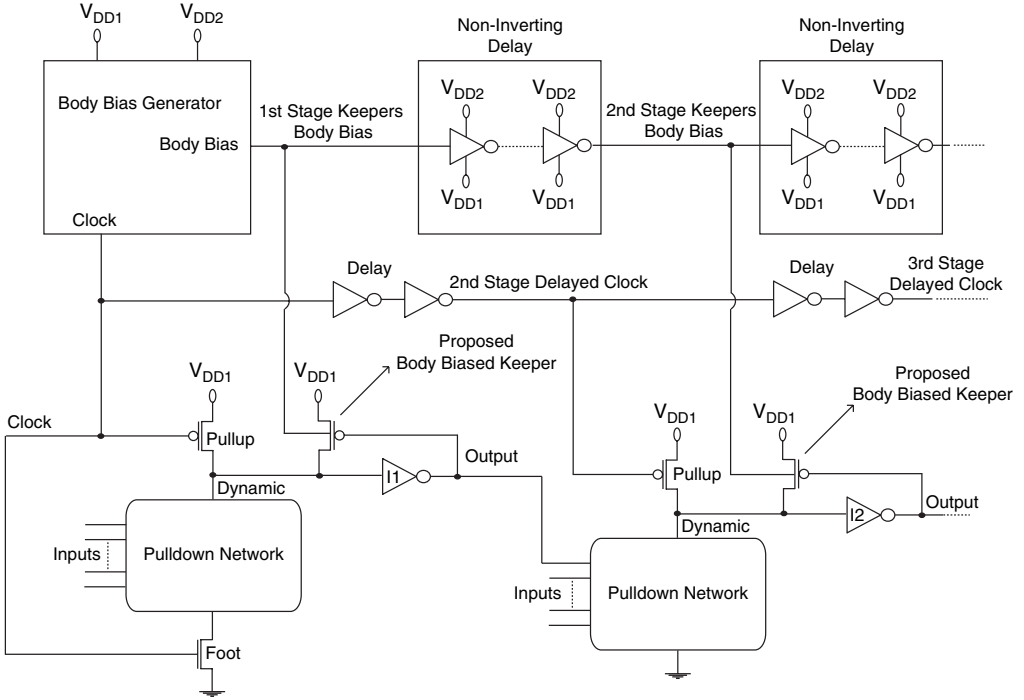 VDD1
VDD2
Non-Inverting
Delay
Non-Inverting
Delay
Body Bias Generator
Body Bias
Clock
1st Stage Keepers
Body Bias
VDD2
VDD2
VDD1
VDD1
2nd Stage Keepers
Body Bias
VDD2
VDD2
VDD1
VDD1
Delay
2nd Stage Delayed Clock
Delay
3rd Stage
Delayed Clock
Proposed
Body Biased Keeper
VDD1
VDD1
Clock
Pullup
I1
Output
Dynamic
Inputs
Pulldown Network
Foot
Proposed
Body Biased Keeper
VDD1
VDD1
Pullup
I2
Output
Dynamic
Inputs
Pulldown Network